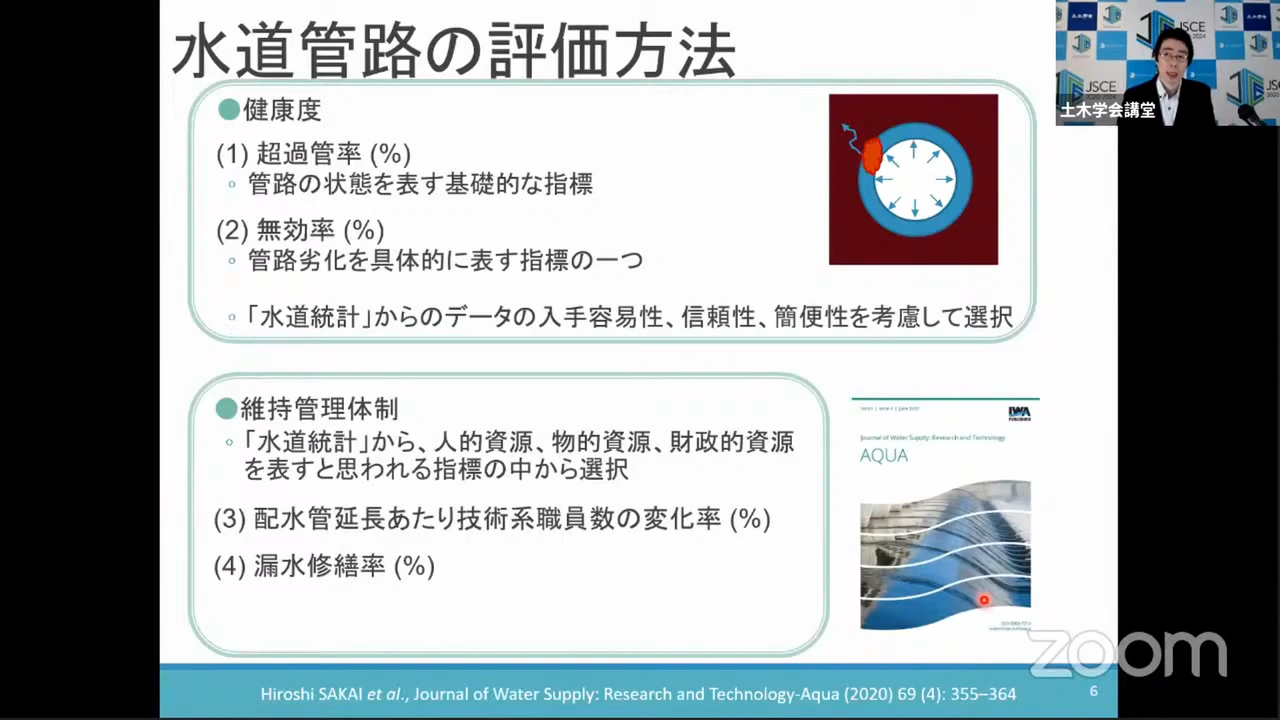 水道管路の評価方法
●健康度
(1) 超過管率 (%)
◦ 管路の状態を表す基礎的な指標
(2) 無効率 (%)
◦ 管路劣化を具体的に表す指標の一つ
◦ 「水道統計」からのデータの入手容易性、信頼性、簡便性を考慮して選択
●維持管理体制
◦ 「水道統計」から、人的資源、物的資源、財政的資源
を表すと思われる指標の中から選択
(3) 配水管延長あたり技術系職員数の変化率 (%)
(4) 漏水修繕率 (%)
JSCE
JSCE
土木学会講堂
IWA
PUBLISHING
Journal of Water Supply: Research and Technology
AQUA
zoom
Hiroshi SAKAI et al., Journal of Water Supply: Research and Technology-Aqua (2020) 69 (4): 355–364
6